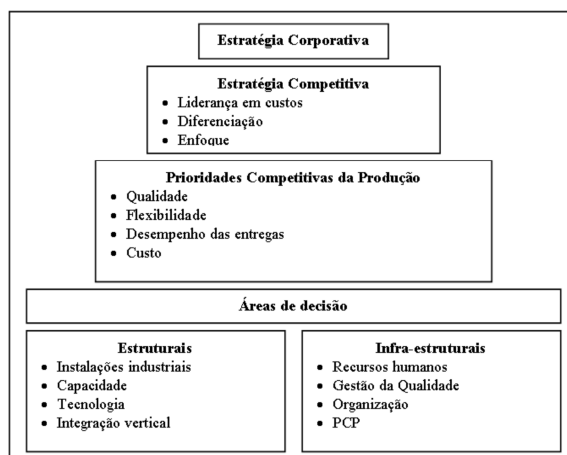 Estratégia Corporativa
Estratégia Competitiva
• Liderança em custos
• Diferenciação
• Enfoque
Prioridades Competitivas da Produção
• Qualidade
• Flexibilidade
• Desempenho das entregas
• Custo
Áreas de decisão
Estruturais
• Instalações industriais
• Capacidade
• Tecnologia
• Integração vertical
Infra-estruturais
• Recursos humanos
• Gestão da Qualidade
• Organização
• PCP